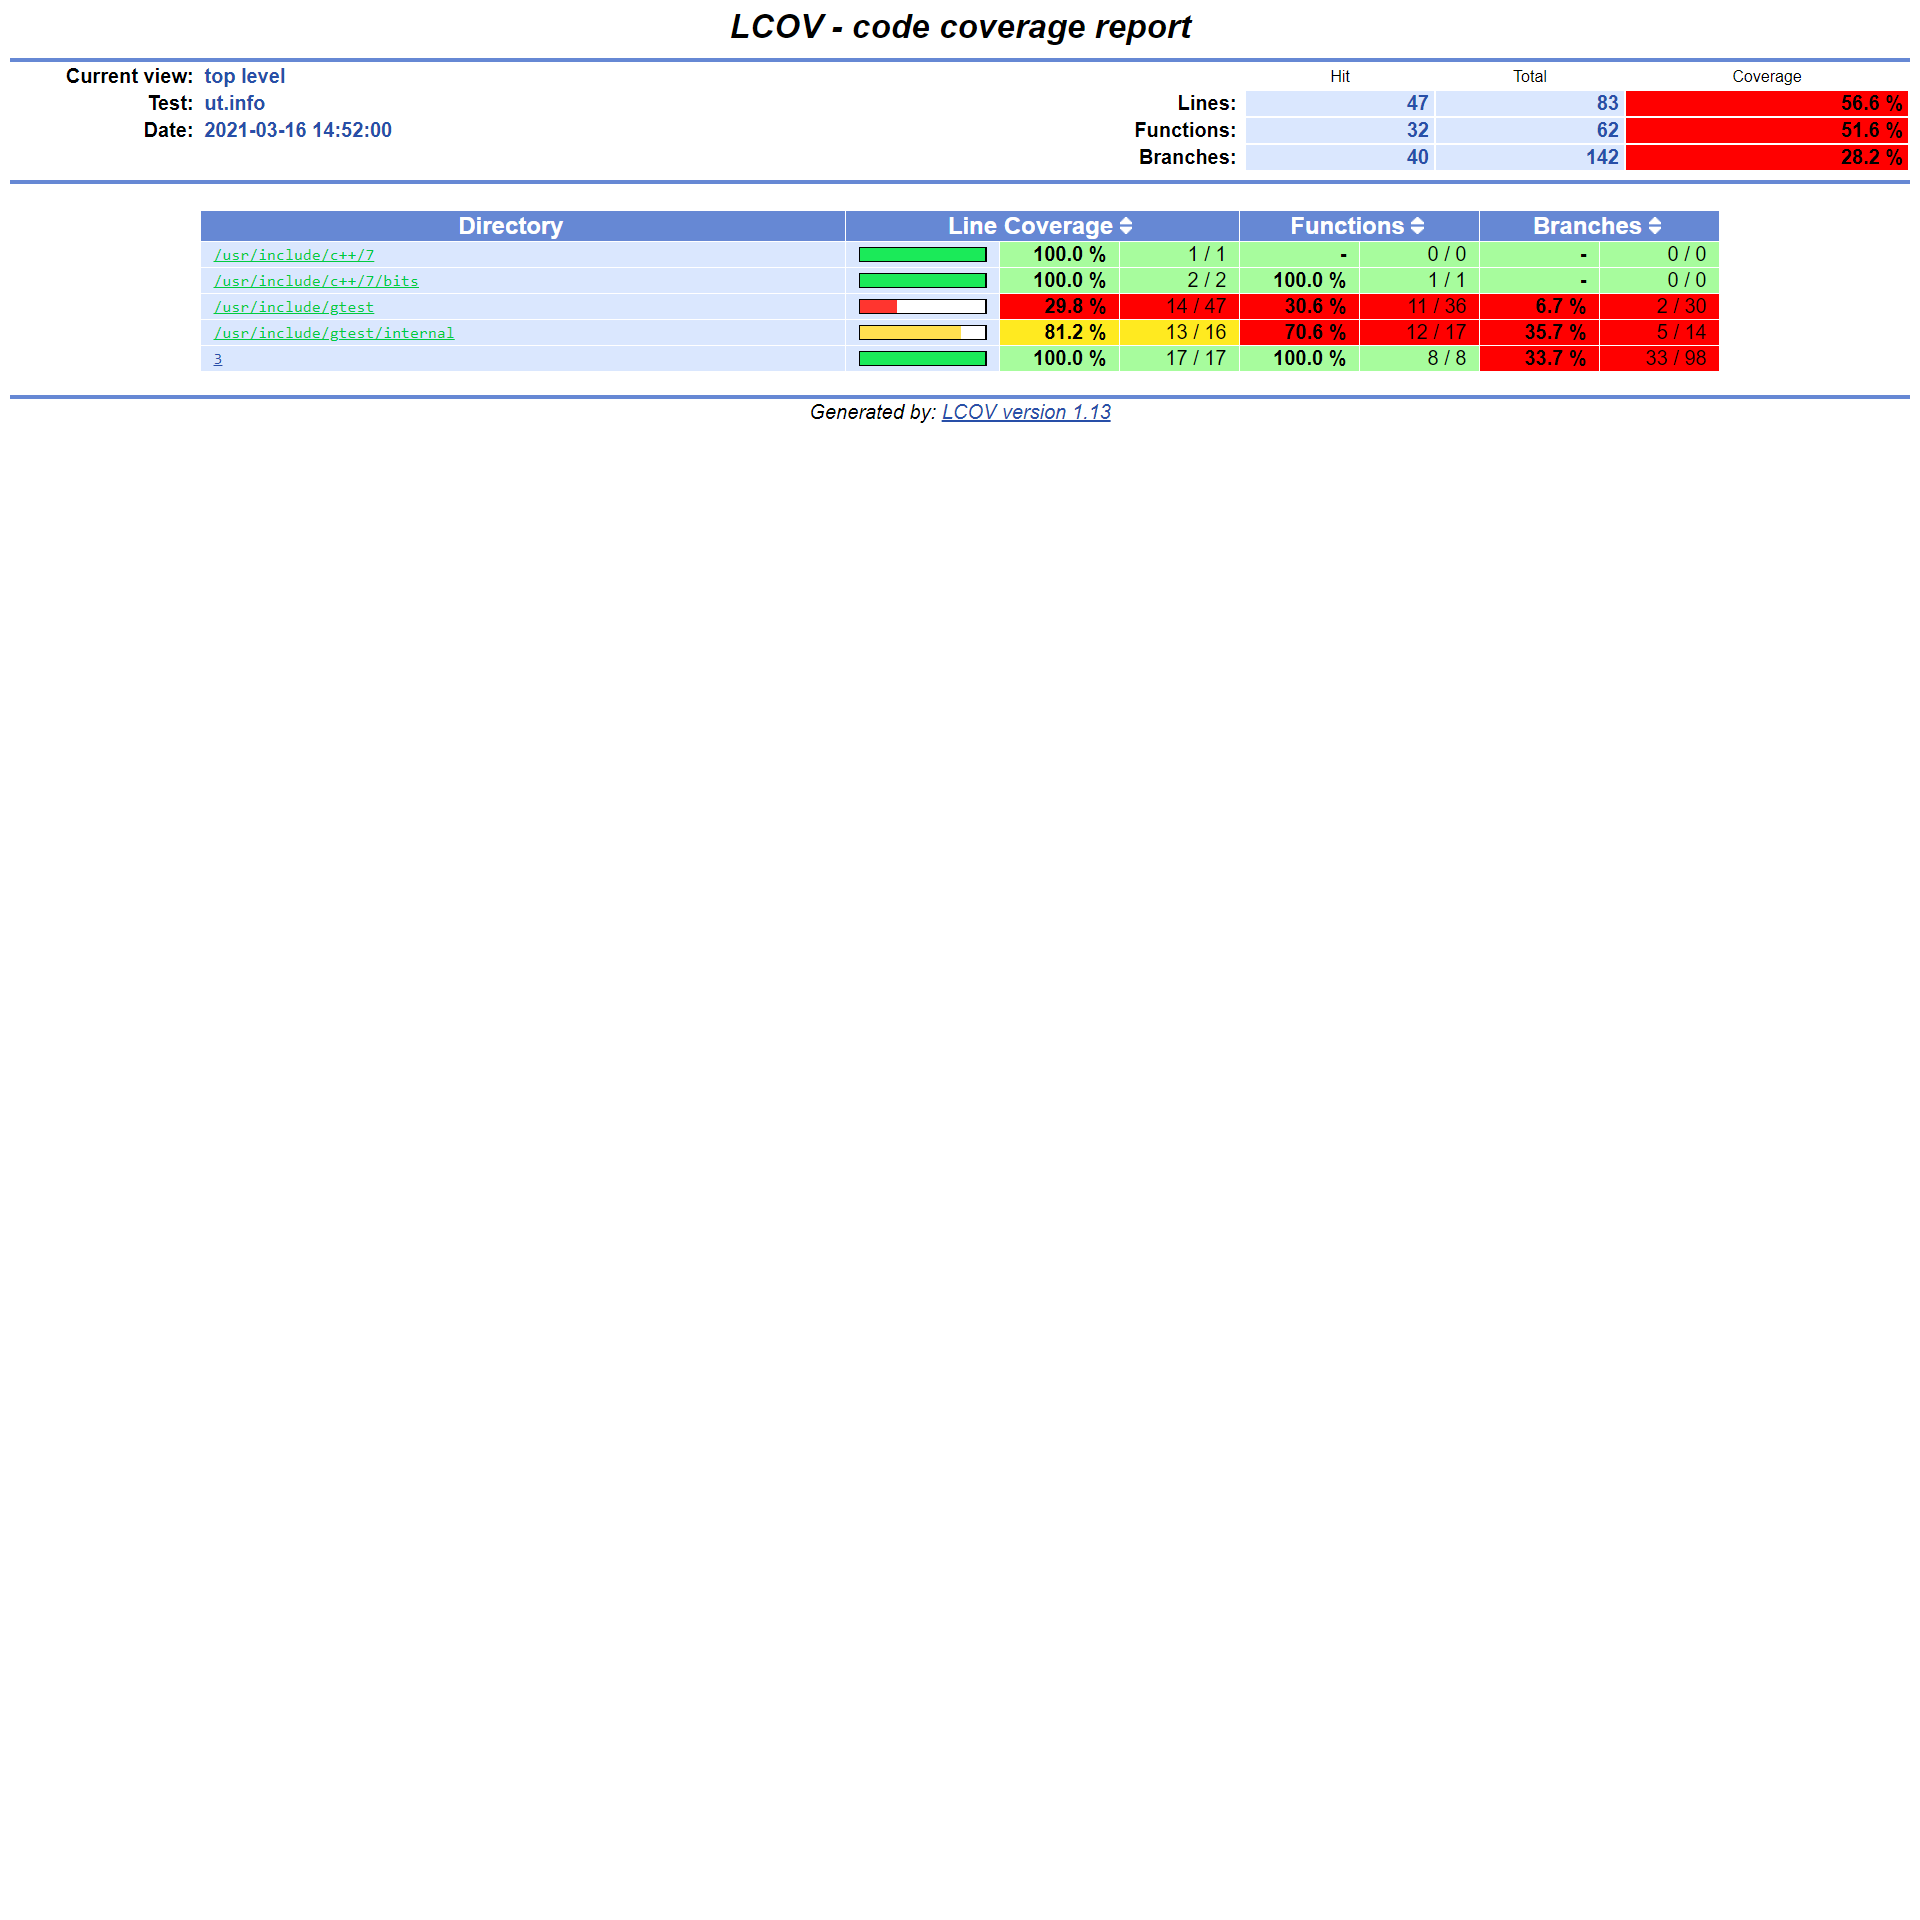 LCOV - code coverage report
Current view: top level Hit Total Coverage
Test: ut.info Lines: 47 83 56.6 %
Date: 2021-03-16 14:52:00 Functions: 32 62 51.6 %
Branches: 40 142 28.2 %
Directory Line Coverage Functions Branches
/usr/include/c++/7 100.0 % 1 / 1 - 0 / 0 - 0 / 0
/usr/include/c++/7/bits 100.0 % 2 / 2 100.0 % 1 / 1 - 0 / 0
/usr/include/gtest 29.8 % 14 / 47 30.6 % 11 / 36 6.7 % 2 / 30
/usr/include/gtest/internal 81.2 % 13 / 16 70.6 % 12 / 17 35.7 % 5 / 14
3 100.0 % 17 / 17 100.0 % 8 / 8 33.7 % 33 / 98
Generated by: LCOV version 1.13